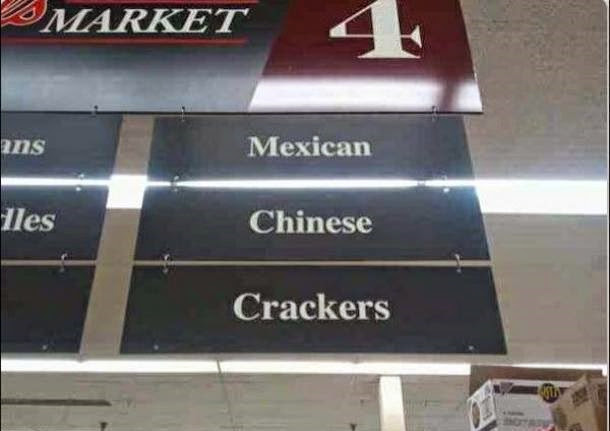 MARKET 4
ans Mexican
dles Chinese
Crackers